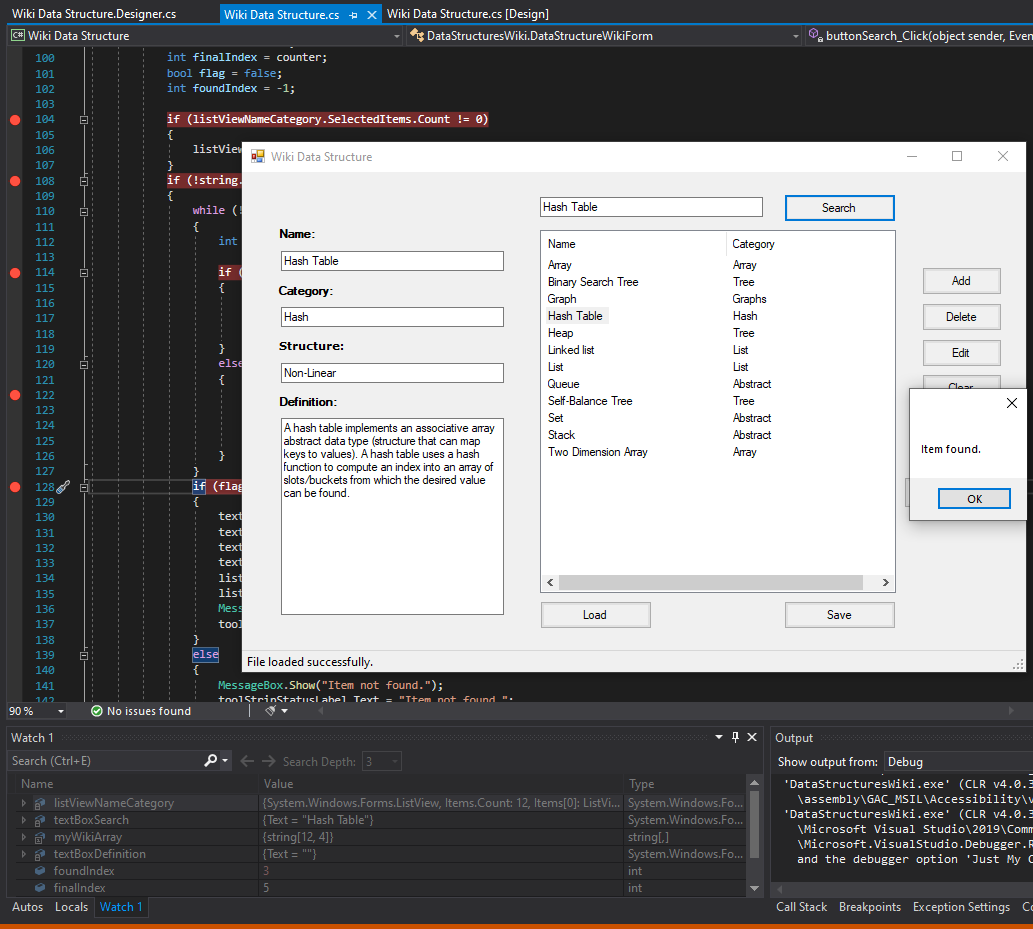 Wiki Data Structure.Designer.cs
Wiki Data Structure.cs
Wiki Data Structure.cs [Design]
C# Wiki Data Structure
DataStructuresWiki.DataStructureWikiForm
buttonSearch_Click(object sender, Even
100 int finalIndex = counter;
101 bool flag = false;
102 int foundIndex = -1;
103
104 if (listViewNameCategory.SelectedItems.Count != 0)
105 {
106 listView
107 }
108 if (!string.
109 {
110 while (!
111 {
112 int
113
114 if (
115 {
116
117
118
119 }
120 else
121 {
122
123
124
125
126 }
127 }
128 if (flag
129 {
130 text
131 text
132 text
133 text
134 list
135 list
136 Mess
137 tool
138 }
139 else
140 {
141 MessageBox.Show("Item not found.");
142 toolStripStatusLabel.Text = "Item not found.";
Wiki Data Structure
Hash Table
Search
Name:
Hash Table
Category:
Hash
Structure:
Non-Linear
Definition:
A hash table implements an associative array
abstract data type (structure that can map
keys to values). A hash table uses a hash
function to compute an index into an array of
slots/buckets from which the desired value
can be found.
Name Category
Array Array
Binary Search Tree Tree
Graph Graphs
Hash Table Hash
Heap Tree
Linked list List
List List
Queue Abstract
Self-Balance Tree Tree
Set Abstract
Stack Abstract
Two Dimension Array Array
Add
Delete
Edit
Clear
Item found.
OK
Load
Save
File loaded successfully.
90 %
No issues found
Watch 1
Search (Ctrl+E)
Search Depth: 3
Name Value Type
listViewNameCategory {System.Windows.Forms.ListView, Items.Count: 12, Items[0]: ListVi... System.Windows.Fo...
textBoxSearch {Text = "Hash Table"} System.Windows.Fo...
myWikiArray {string[12, 4]} string[,]
textBoxDefinition {Text = ""} System.Windows.Fo...
foundIndex 3 int
finalIndex 5 int
Autos Locals Watch 1
Output
Show output from: Debug
'DataStructuresWiki.exe' (CLR v4.0.3
\assembly\GAC_MSIL\Accessibility\v
'DataStructuresWiki.exe' (CLR v4.0.3
\Microsoft Visual Studio\2019\Comm
\Microsoft.VisualStudio.Debugger.R
and the debugger option 'Just My C
Call Stack Breakpoints Exception Settings Co